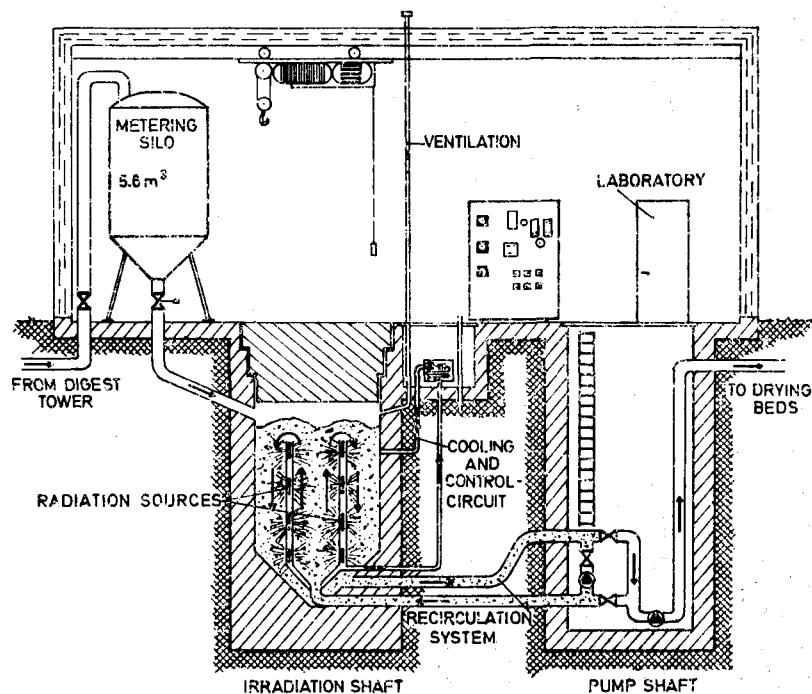 METERING
SILO
5.6 m³
VENTILATION
LABORATORY
FROM DIGEST
TOWER
TO DRYING
BEDS
COOLING
AND
CONTROL-
CIRCUIT
RADIATION SOURCES
RECIRCULATION
SYSTEM
IRRADIATION SHAFT
PUMP SHAFT